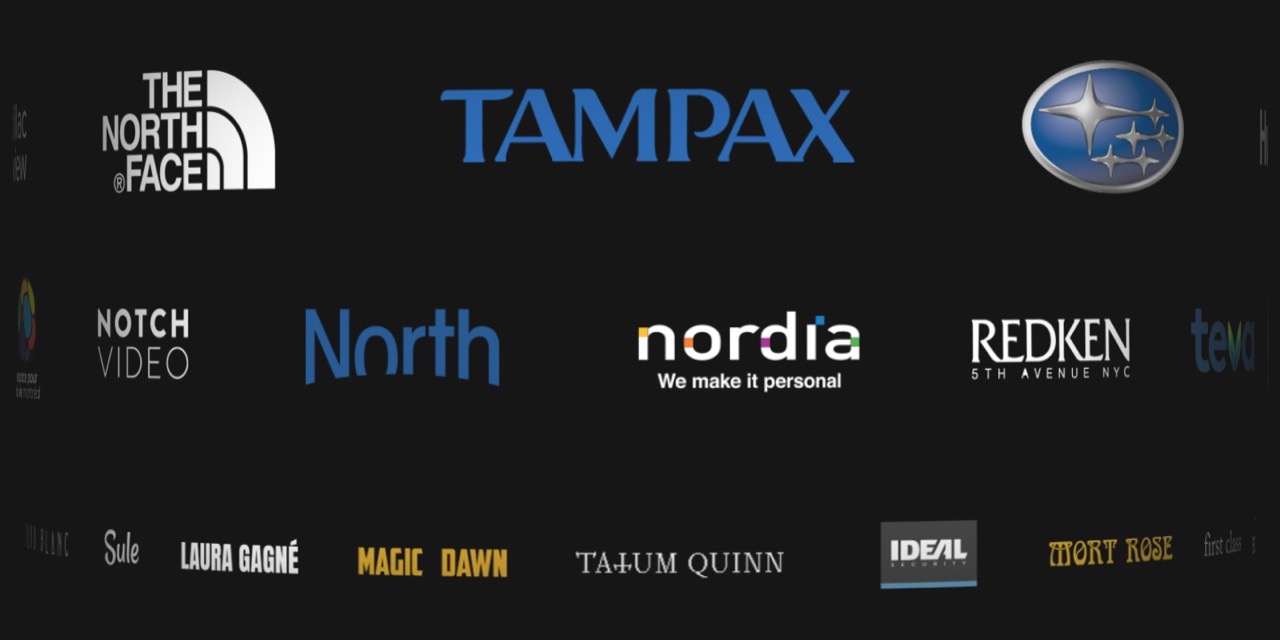 THE
NORTH
®FACE
TAMPAX
NOTCH
VIDEO
North
nordia
We make it personal
REDKEN
5TH AVENUE NYC
teva
Sule
LAURA GAGNÉ
MAGIC DAWN
TATUM QUINN
IDEAL
SECURITY
MORT ROSE
first class